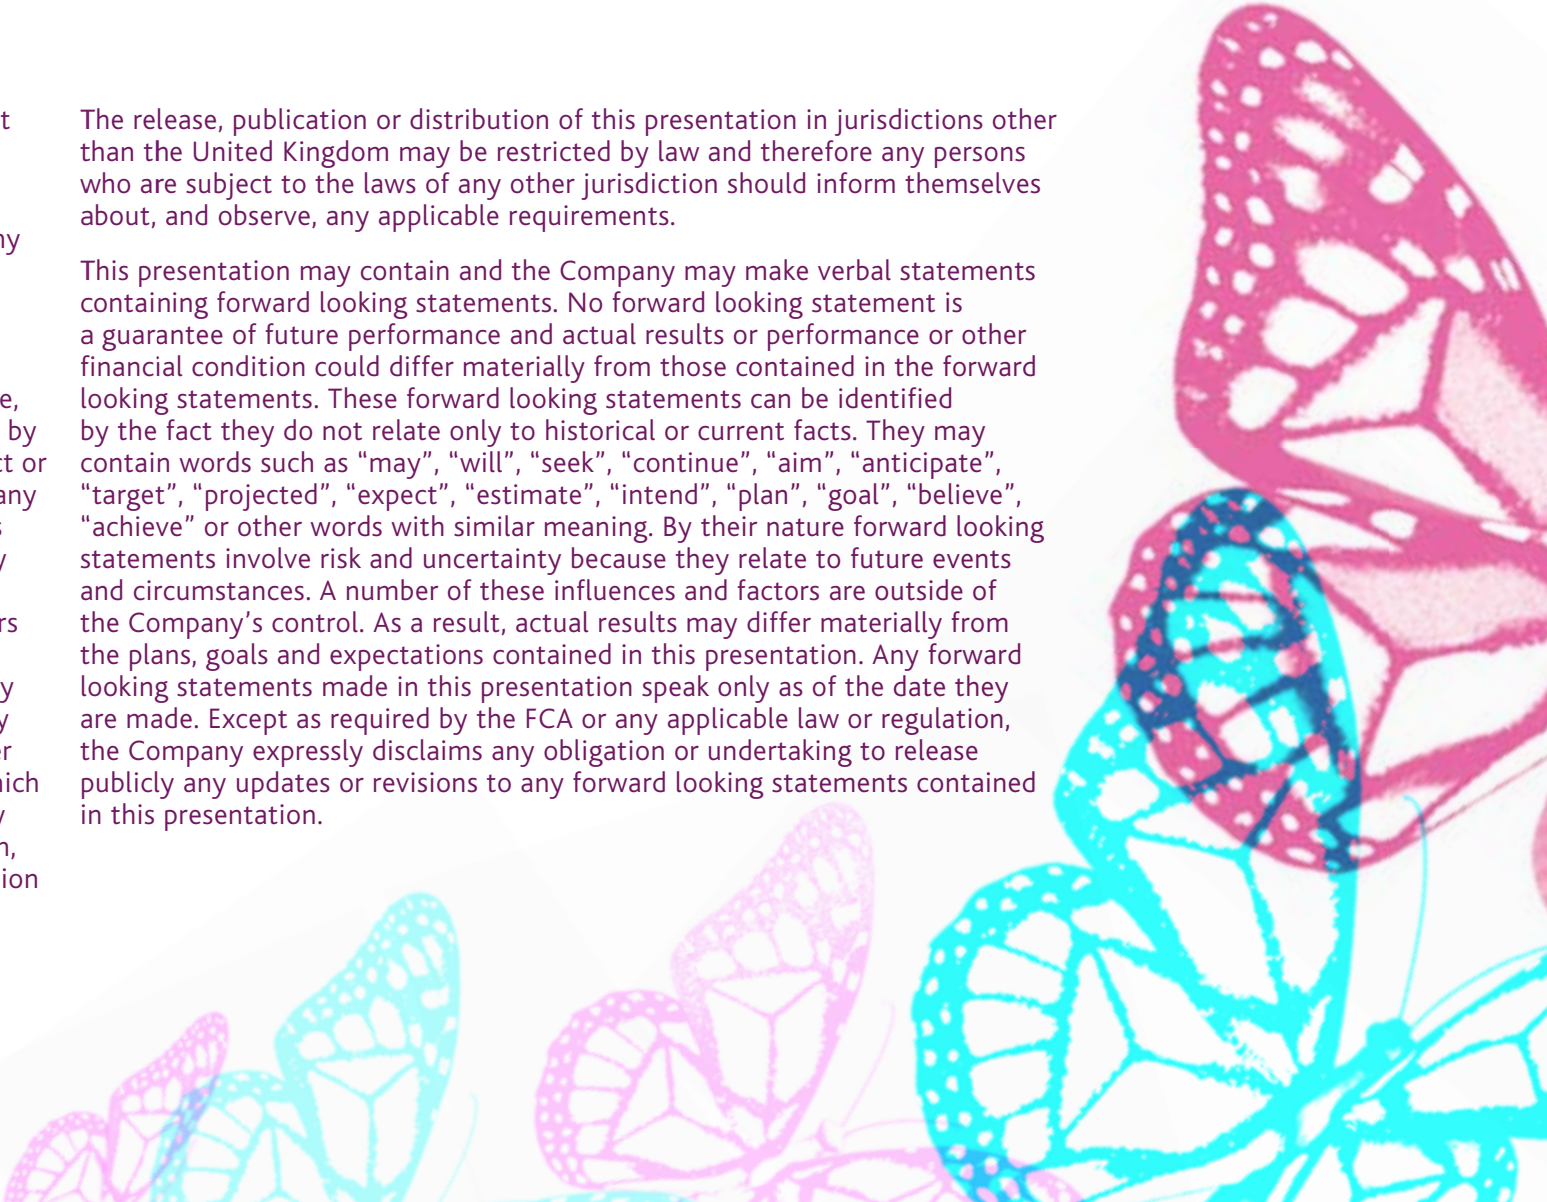 t
ny
e,
by
ct or
any
s
y
rs
y
y
er
hich
y
n,
ion
The release, publication or distribution of this presentation in jurisdictions other
than the United Kingdom may be restricted by law and therefore any persons
who are subject to the laws of any other jurisdiction should inform themselves
about, and observe, any applicable requirements.
This presentation may contain and the Company may make verbal statements
containing forward looking statements. No forward looking statement is
a guarantee of future performance and actual results or performance or other
financial condition could differ materially from those contained in the forward
looking statements. These forward looking statements can be identified
by the fact they do not relate only to historical or current facts. They may
contain words such as “may”, “will”, “seek”, “continue”, “aim”, “anticipate”,
“target”, “projected”, “expect”, “estimate”, “intend”, “plan”, “goal”, “believe”,
“achieve” or other words with similar meaning. By their nature forward looking
statements involve risk and uncertainty because they relate to future events
and circumstances. A number of these influences and factors are outside of
the Company’s control. As a result, actual results may differ materially from
the plans, goals and expectations contained in this presentation. Any forward
looking statements made in this presentation speak only as of the date they
are made. Except as required by the FCA or any applicable law or regulation,
the Company expressly disclaims any obligation or undertaking to release
publicly any updates or revisions to any forward looking statements contained
in this presentation.